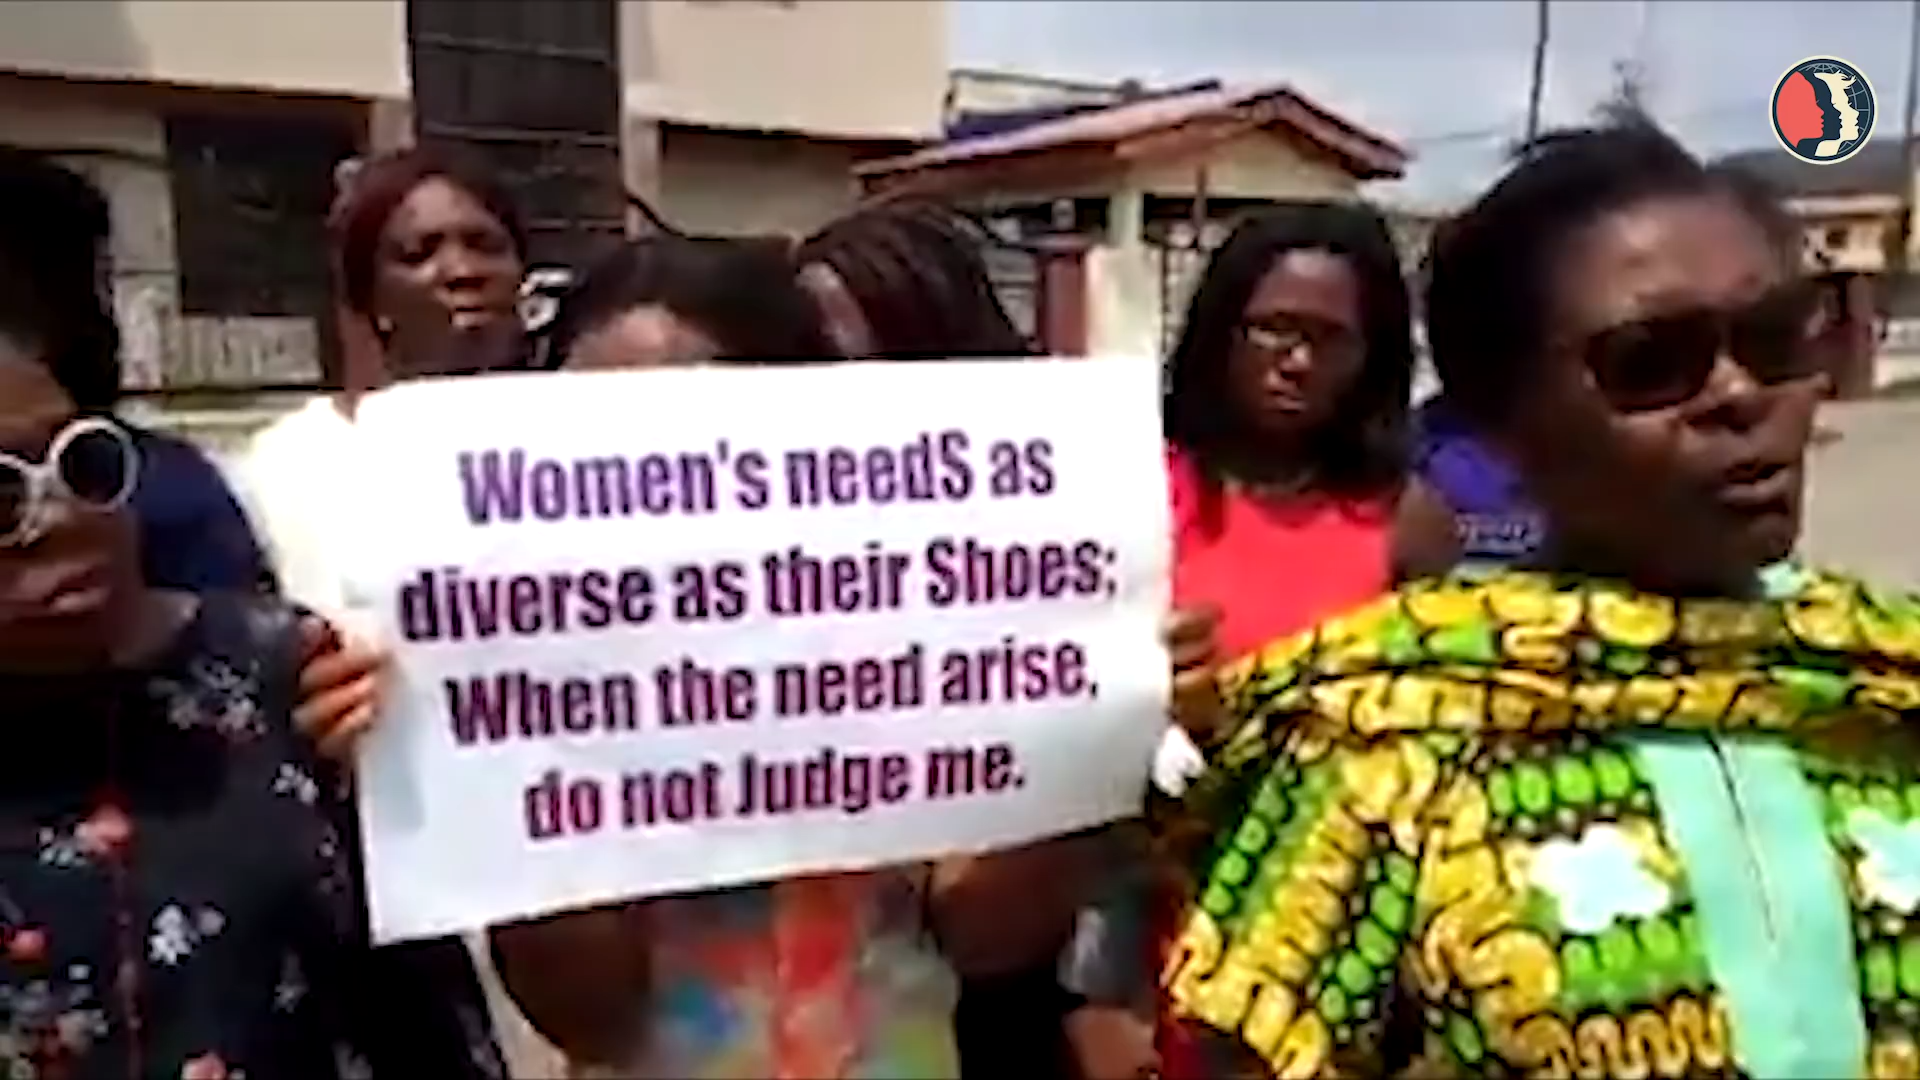 Women's needS as
diverse as their Shoes;
When the need arise,
do not Judge me.